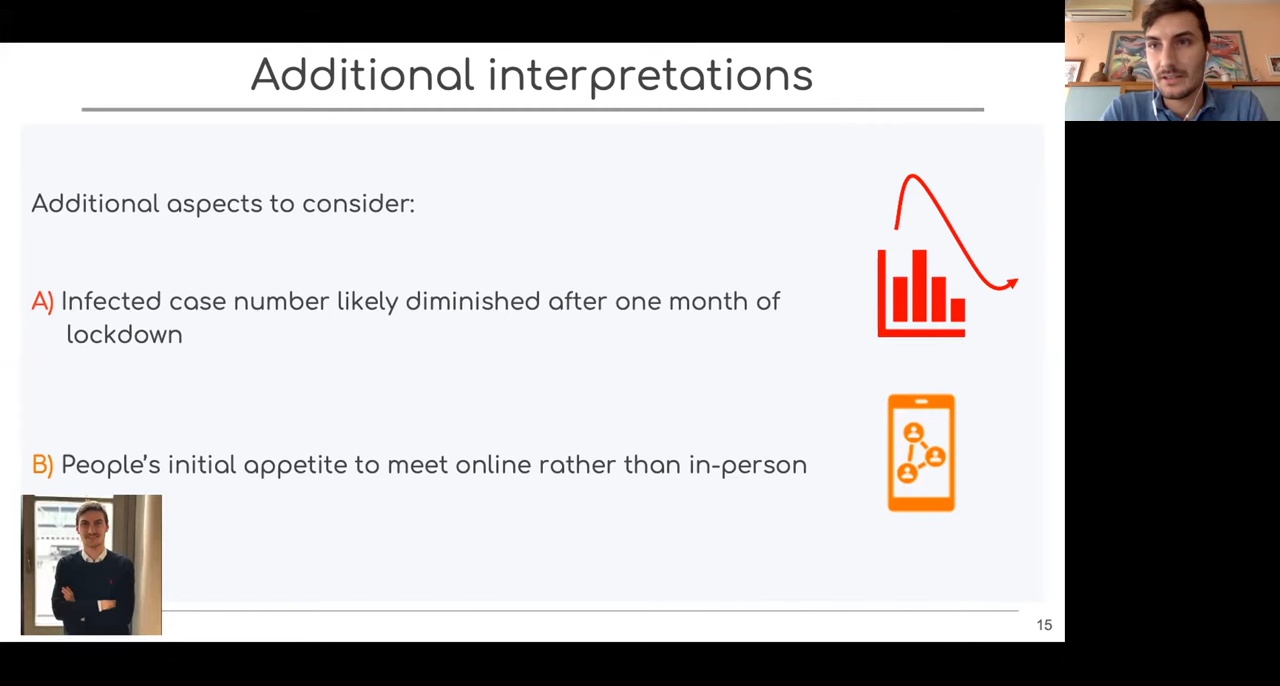 Additional interpretations
Additional aspects to consider:
A) Infected case number likely diminished after one month of
lockdown
B) People's initial appetite to meet online rather than in-person
15